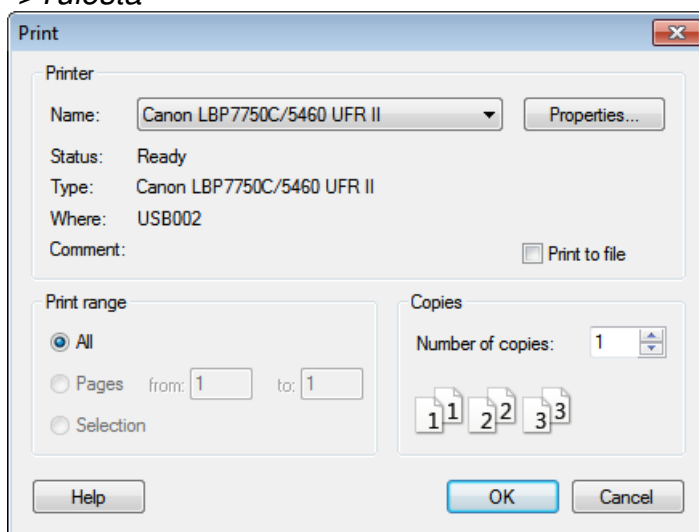 > Tulosta
Print
Printer
Name: Canon LBP7750C/5460 UFR II Properties...
Status: Ready
Type: Canon LBP7750C/5460 UFR II
Where: USB002
Comment: Print to file
Print range Copies
All Number of copies: 1
Pages from: 1 to: 1
1 1 2 2 3 3
Selection
Help OK Cancel